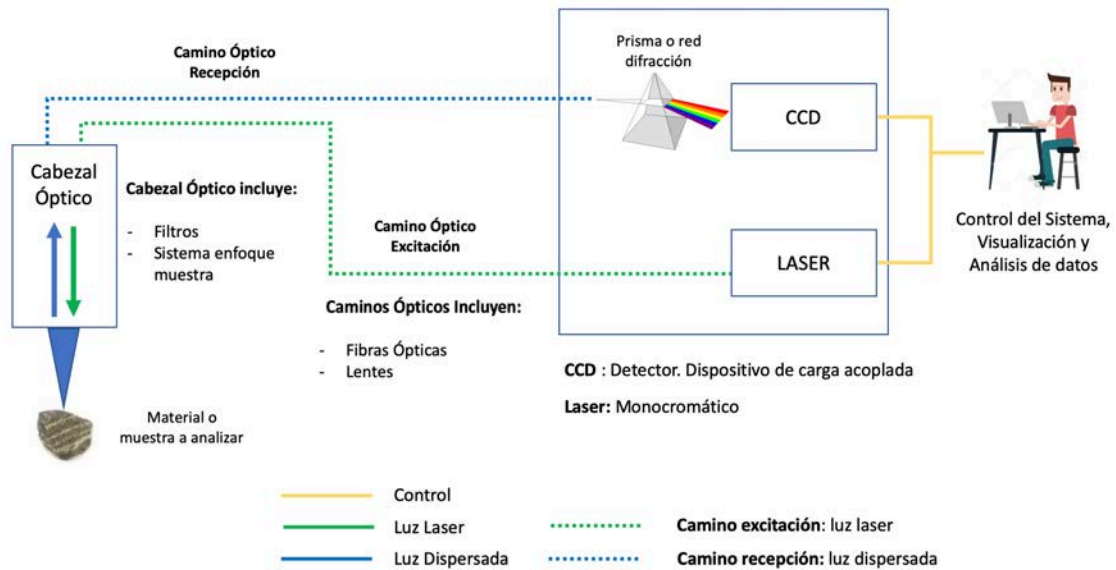 Camino Óptico
Recepción
Prisma o red
difracción
CCD
Cabezal
Óptico
Cabezal Óptico incluye:
- Filtros
- Sistema enfoque
muestra
Camino Óptico
Excitación
LASER
Control del Sistema,
Visualización y
Análisis de datos
Caminos Ópticos Incluyen:
- Fibras Ópticas
- Lentes
CCD : Detector. Dispositivo de carga acoplada
Laser: Monocromático
Material o
muestra a analizar
Control
Luz Laser
Camino excitación: luz laser
Luz Dispersada
Camino recepción: luz dispersada